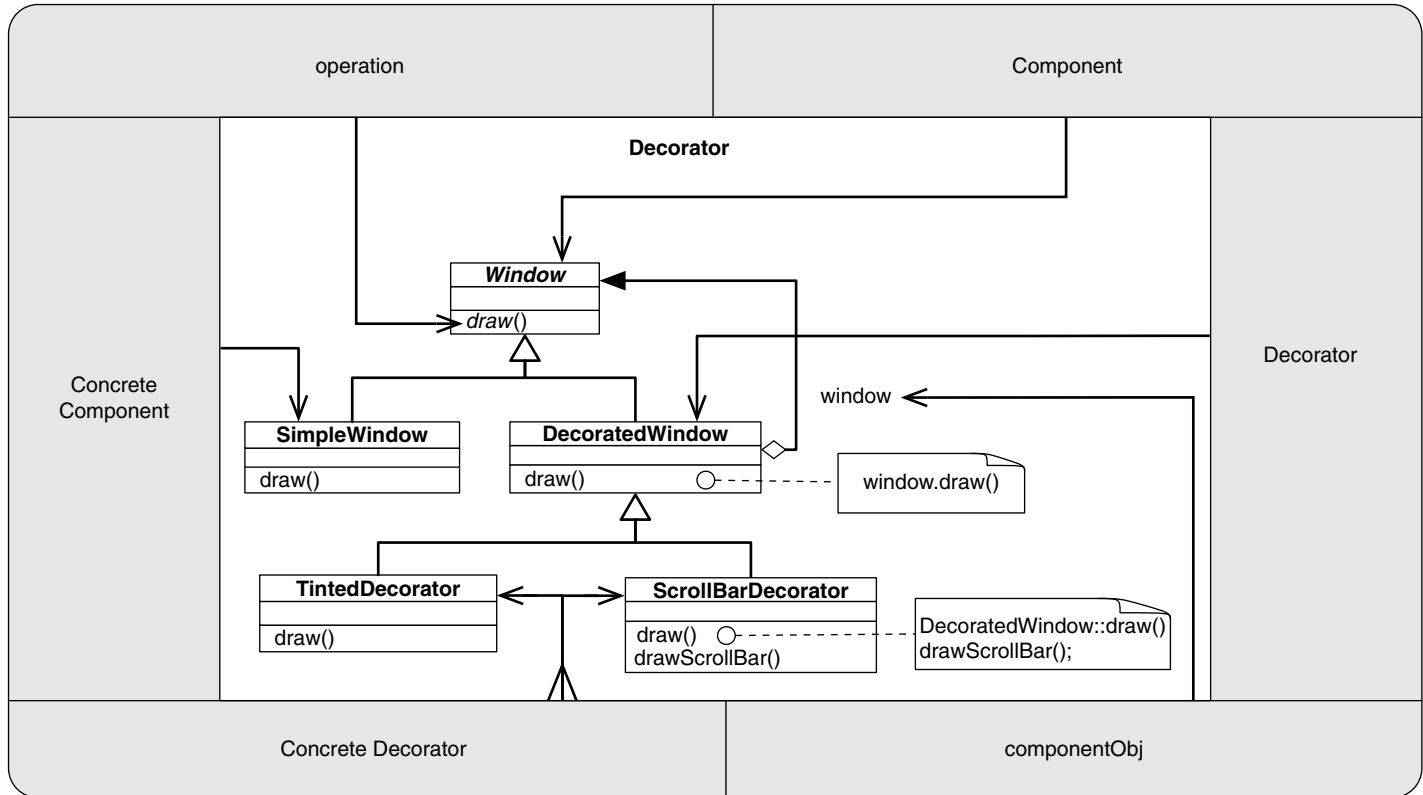 operation
Component
Decorator
Window
draw()
Concrete
Component
Decorator
window
SimpleWindow
draw()
DecoratedWindow
draw()
window.draw()
TintedDecorator
draw()
ScrollBarDecorator
draw()
drawScrollBar()
DecoratedWindow::draw()
drawScrollBar();
Concrete Decorator
componentObj